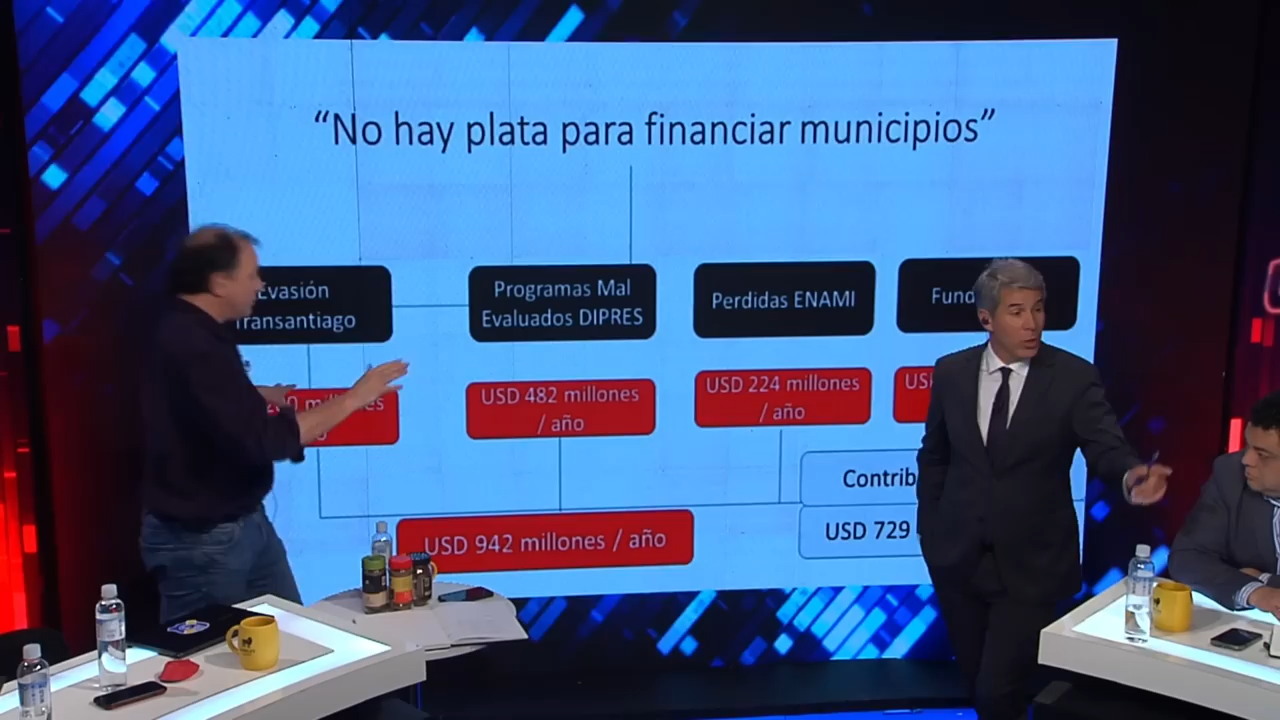 “No hay plata para financiar municipios”
Evasión
Transantiago
Programas Mal
Evaluados DIPRES
Perdidas ENAMI
USD 482 millones
/ año
USD 224 millones
/ año
USD 942 millones / año
USD 729